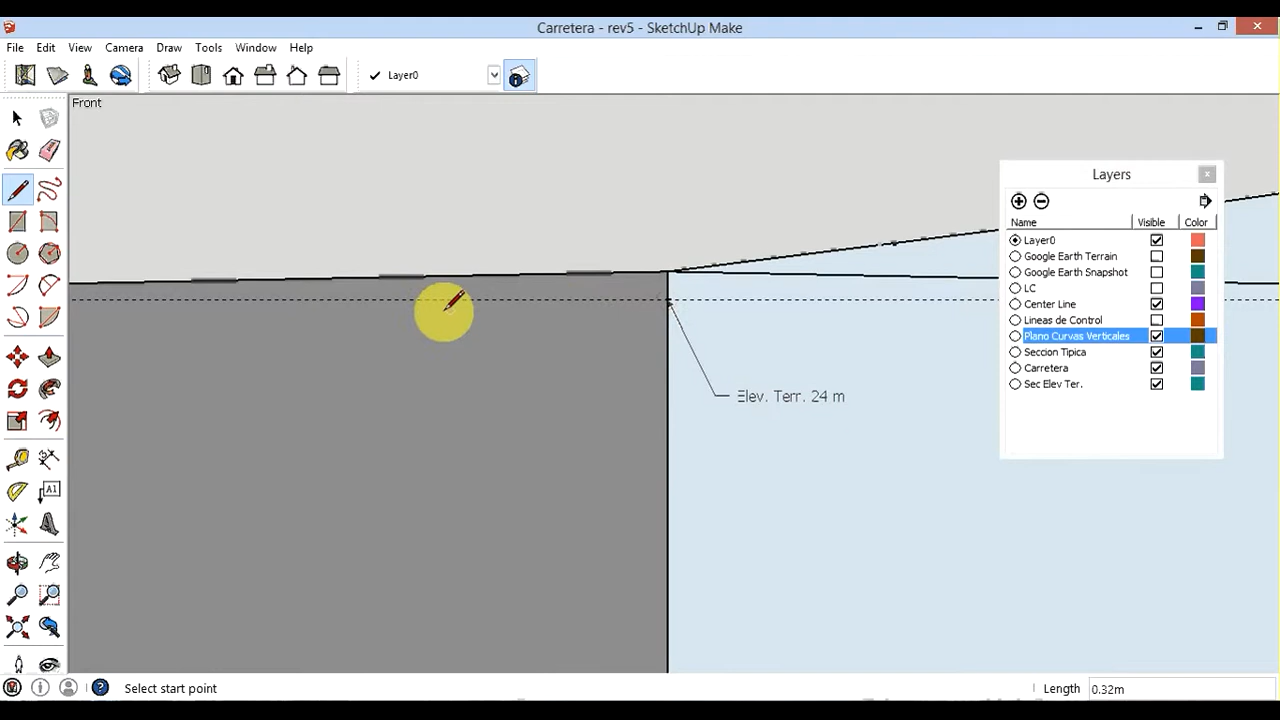 Carretera - rev5 - SketchUp Make
File Edit View Camera Draw Tools Window Help
Layer0
Front
Layers
Name Visible Color
Layer0
Google Earth Terrain
Google Earth Snapshot
LC
Center Line
Lineas de Control
Plano Curvas Verticales
Seccion Tipica
Carretera
Sec Elev Ter.
Elev. Terr. 24 m
A1
Select start point
Length 0.32m